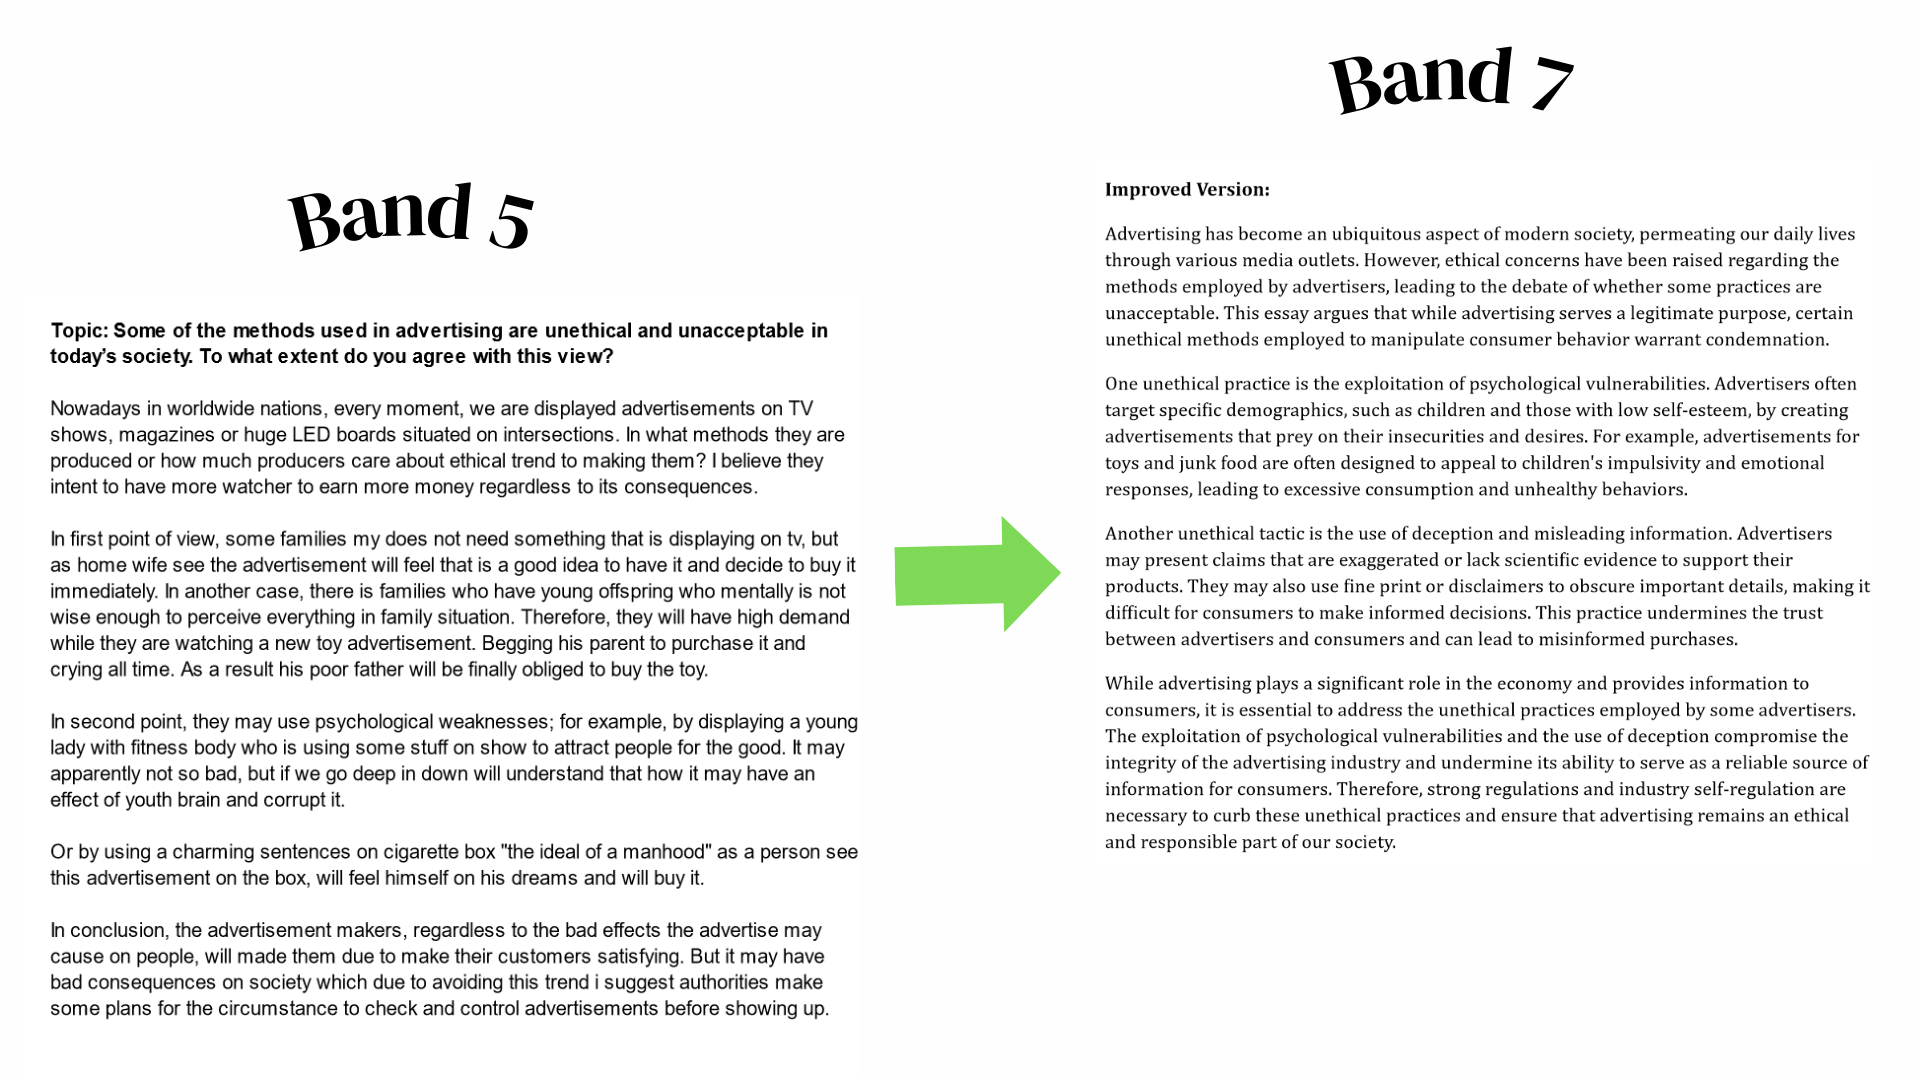 Band 5
Topic: Some of the methods used in advertising are unethical and unacceptable in
today's society. To what extent do you agree with this view?
Nowadays in worldwide nations, every moment, we are displayed advertisements on TV
shows, magazines or huge LED boards situated on intersections. In what methods they are
produced or how much producers care about ethical trend to making them? I believe they
intent to have more watcher to earn more money regardless to its consequences.
In first point of view, some families my does not need something that is displaying on tv, but
as home wife see the advertisement will feel that is a good idea to have it and decide to buy it
immediately. In another case, there is families who have young offspring who mentally is not
wise enough to perceive everything in family situation. Therefore, they will have high demand
while they are watching a new toy advertisement. Begging his parent to purchase it and
crying all time. As a result his poor father will be finally obliged to buy the toy.
In second point, they may use psychological weaknesses; for example, by displaying a young
lady with fitness body who is using some stuff on show to attract people for the good. It may
apparently not so bad, but if we go deep in down will understand that how it may have an
effect of youth brain and corrupt it.
Or by using a charming sentences on cigarette box "the ideal of a manhood" as a person see
this advertisement on the box, will feel himself on his dreams and will buy it.
In conclusion, the advertisement makers, regardless to the bad effects the advertise may
cause on people, will made them due to make their customers satisfying. But it may have
bad consequences on society which due to avoiding this trend i suggest authorities make
some plans for the circumstance to check and control advertisements before showing up.
Band 7
Improved Version:
Advertising has become an ubiquitous aspect of modern society, permeating our daily lives
through various media outlets. However, ethical concerns have been raised regarding the
methods employed by advertisers, leading to the debate of whether some practices are
unacceptable. This essay argues that while advertising serves a legitimate purpose, certain
unethical methods employed to manipulate consumer behavior warrant condemnation.
One unethical practice is the exploitation of psychological vulnerabilities. Advertisers often
target specific demographics, such as children and those with low self-esteem, by creating
advertisements that prey on their insecurities and desires. For example, advertisements for
toys and junk food are often designed to appeal to children's impulsivity and emotional
responses, leading to excessive consumption and unhealthy behaviors.
Another unethical tactic is the use of deception and misleading information. Advertisers
may present claims that are exaggerated or lack scientific evidence to support their
products. They may also use fine print or disclaimers to obscure important details, making it
difficult for consumers to make informed decisions. This practice undermines the trust
between advertisers and consumers and can lead to misinformed purchases.
While advertising plays a significant role in the economy and provides information to
consumers, it is essential to address the unethical practices employed by some advertisers.
The exploitation of psychological vulnerabilities and the use of deception compromise the
integrity of the advertising industry and undermine its ability to serve as a reliable source of
information for consumers. Therefore, strong regulations and industry self-regulation are
necessary to curb these unethical practices and ensure that advertising remains an ethical
and responsible part of our society.